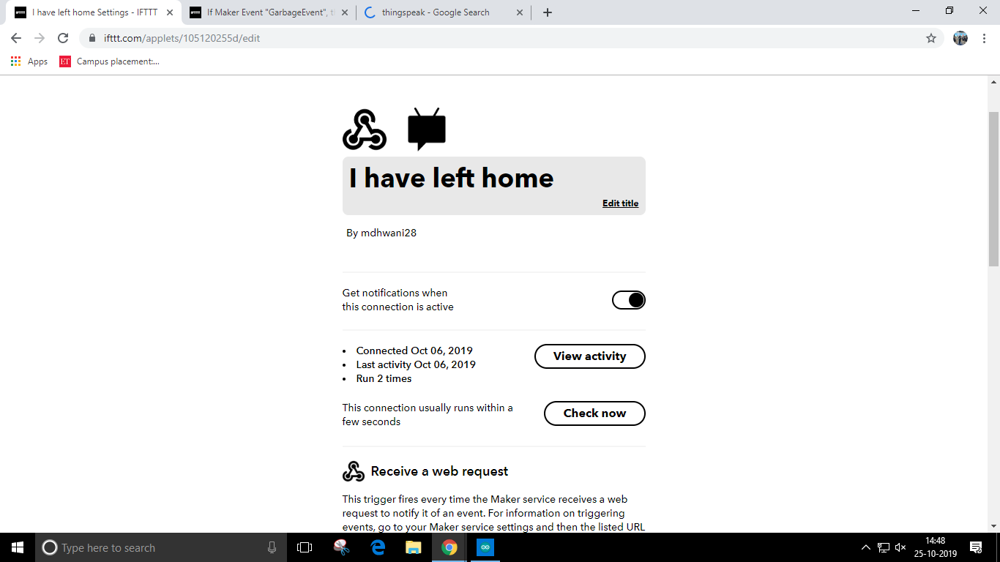 I have left home Settings - IFTTT
If Maker Event "GarbageEvent", t
thingspeak - Google Search
ifttt.com/applets/105120255d/edit
Apps
ET Campus placement:...
I have left home
Edit title
By mdhwani28
Get notifications when
this connection is active
• Connected Oct 06, 2019
View activity
• Last activity Oct 06, 2019
• Run 2 times
This connection usually runs within a
few seconds
Check now
Receive a web request
This trigger fires every time the Maker service receives a web
request to notify it of an event. For information on triggering
events, go to your Maker service settings and then the listed URL
Type here to search
14:48
25-10-2019